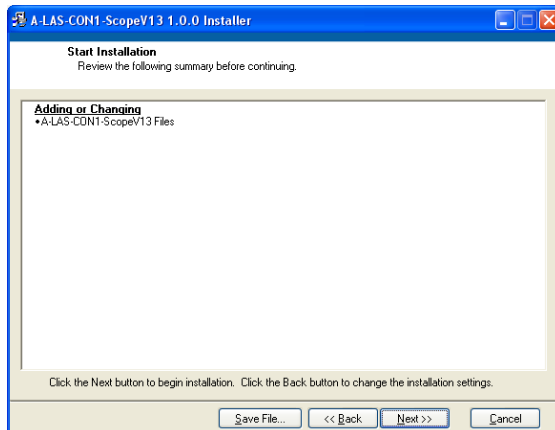 A-LAS-CON1-ScopeV13 1.0.0 Installer
Start Installation
Review the following summary before continuing.
Adding or Changing
•A-LAS-CON1-ScopeV13 Files
Click the Next button to begin installation. Click the Back button to change the installation settings.
Save File... << Back Next >> Cancel